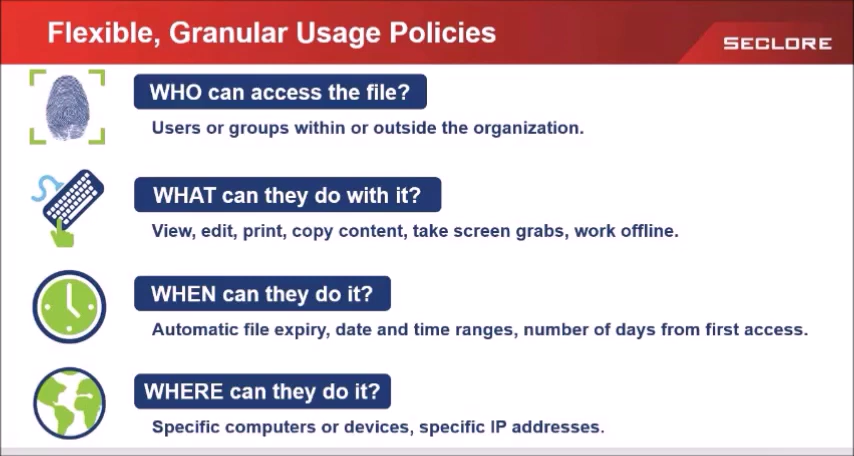 Flexible, Granular Usage Policies
SECLORE
WHO can access the file?
Users or groups within or outside the organization.
WHAT can they do with it?
View, edit, print, copy content, take screen grabs, work offline.
WHEN can they do it?
Automatic file expiry, date and time ranges, number of days from first access.
WHERE can they do it?
Specific computers or devices, specific IP addresses.